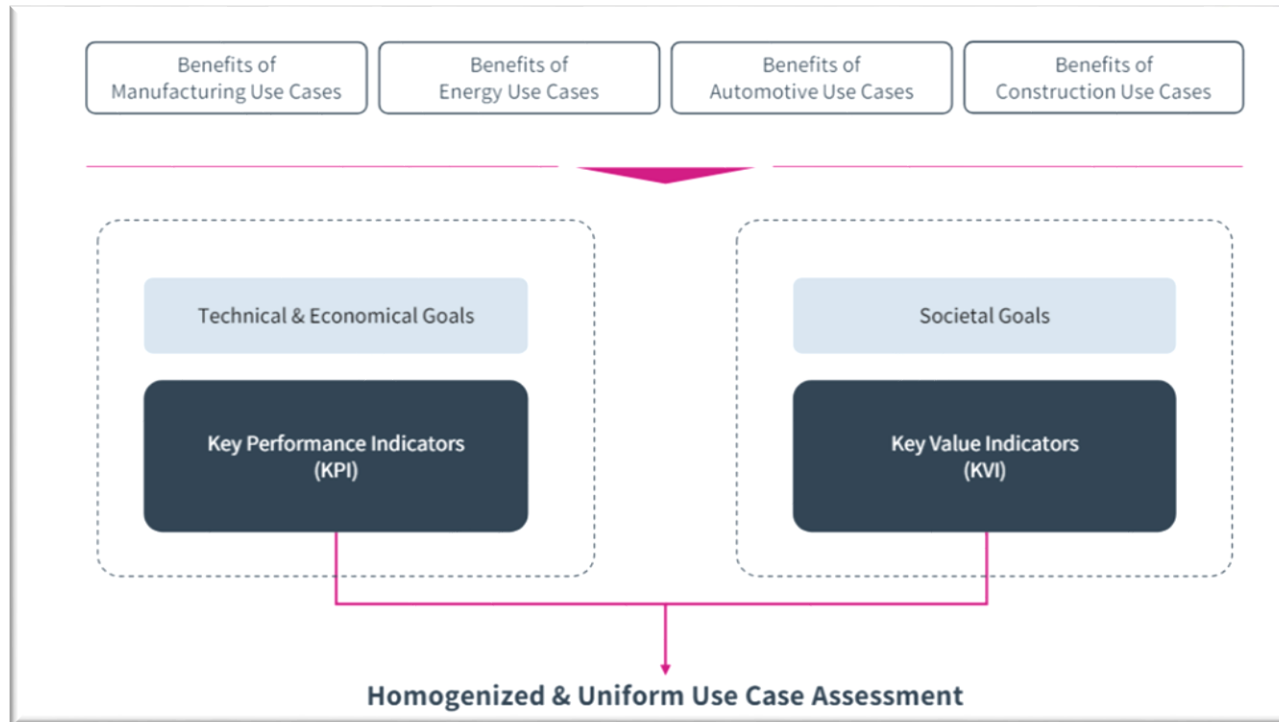 Benefits of
Manufacturing Use Cases
Benefits of
Energy Use Cases
Benefits of
Automotive Use Cases
Benefits of
Construction Use Cases
Technical & Economical Goals
Key Performance Indicators
(KPI)
Societal Goals
Key Value Indicators
(KVI)
Homogenized & Uniform Use Case Assessment